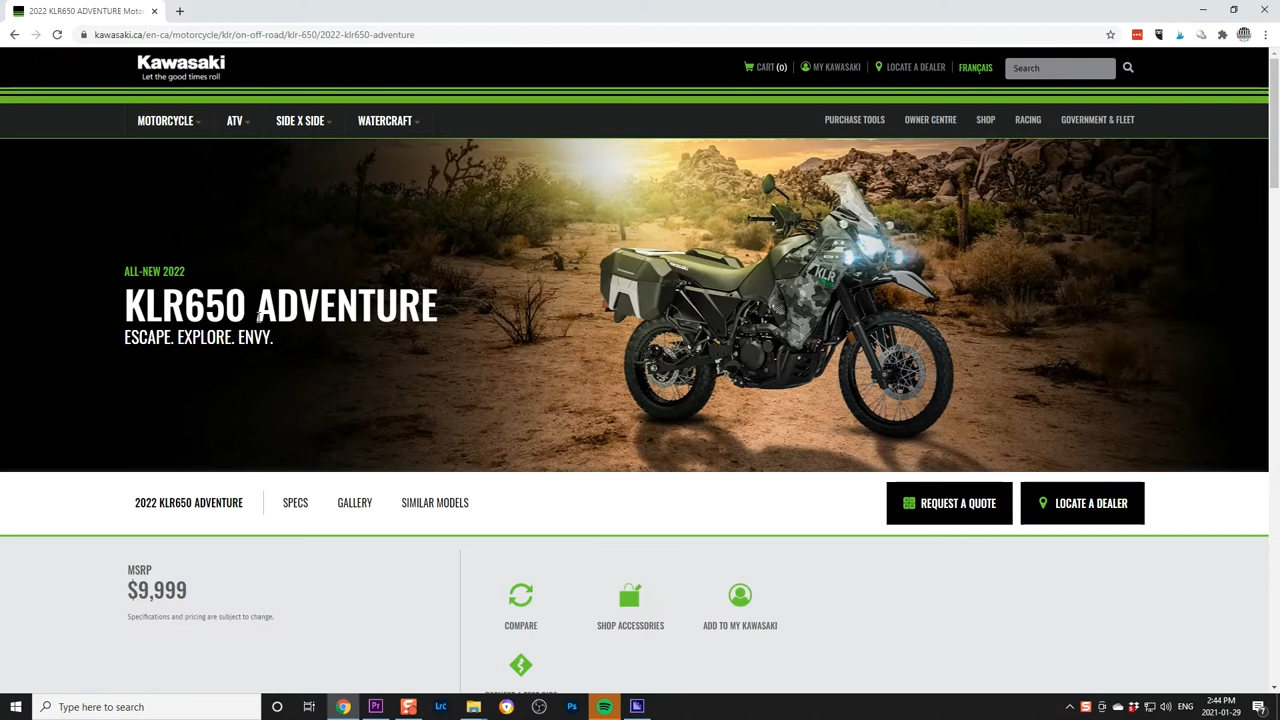 2022 KLR650 ADVENTURE Moto
kawasaki.ca/en-ca/motorcycle/klr/on-off-road/klr-650/2022-klr650-adventure
Kawasaki
Let the good times roll
CART (0)
MY KAWASAKI
LOCATE A DEALER
FRANÇAIS
Search
MOTORCYCLE
ATV
SIDE X SIDE
WATERCRAFT
PURCHASE TOOLS
OWNER CENTRE
SHOP
RACING
GOVERNMENT & FLEET
ALL-NEW 2022
KLR650 ADVENTURE
ESCAPE. EXPLORE. ENVY.
KLR
2022 KLR650 ADVENTURE
SPECS
GALLERY
SIMILAR MODELS
REQUEST A QUOTE
LOCATE A DEALER
MSRP
$9,999
Specifications and pricing are subject to change.
COMPARE
SHOP ACCESSORIES
ADD TO MY KAWASAKI
Type here to search
Pr
Lrc
Ps
ENG
2:44 PM
2021-01-29